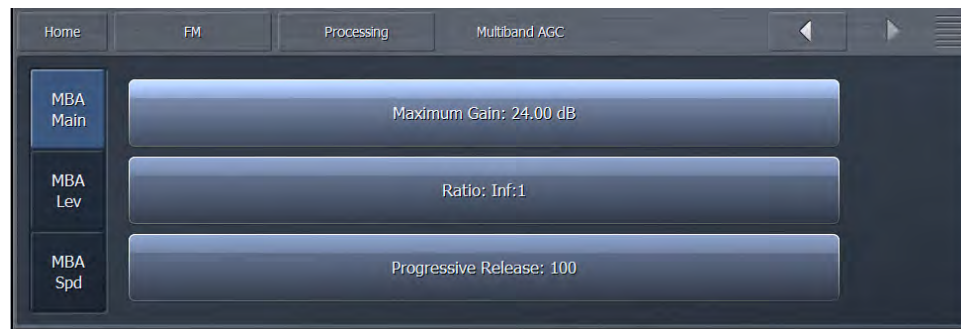 Home FM Processing Multiband AGC
MBA
Main
Maximum Gain: 24.00 dB
MBA
Lev
Ratio: Inf:1
MBA
Spd
Progressive Release: 100